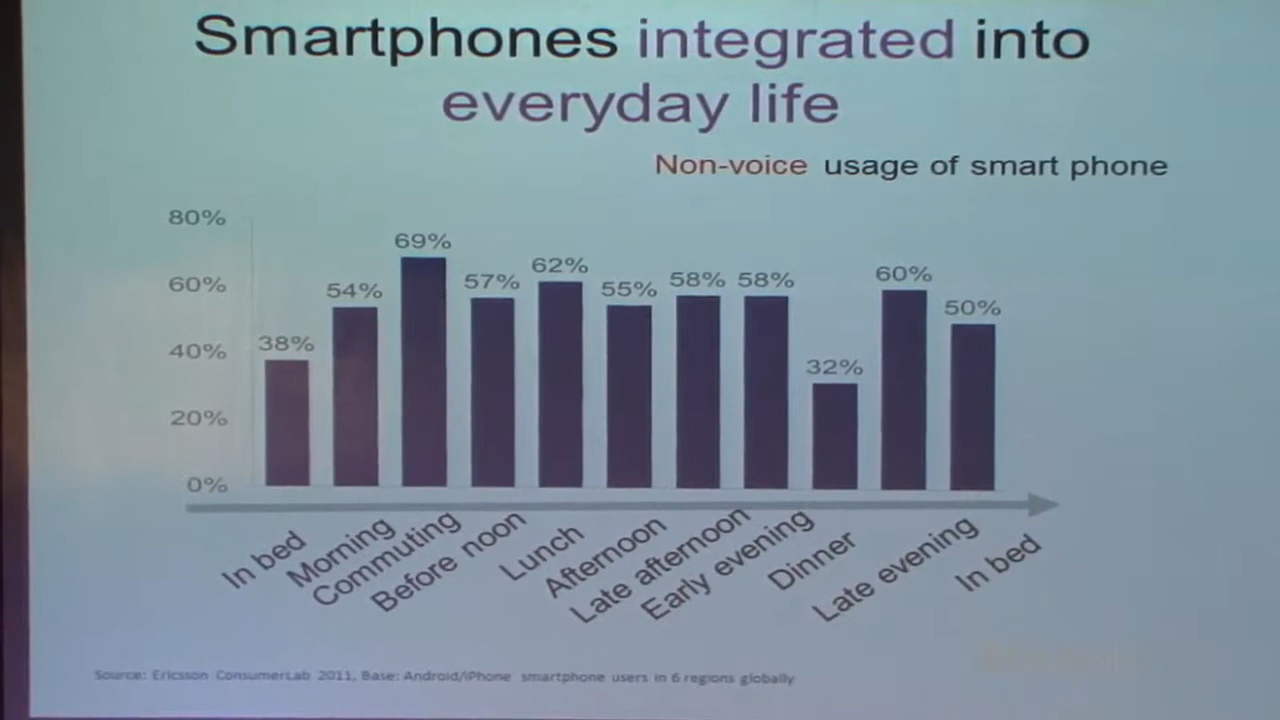 Smartphones integrated into
everyday life
Non-voice usage of smart phone
80%
60%
40%
20%
0%
38%
54%
69%
57%
62%
55%
58%
58%
32%
60%
50%
In bed
Morning
Commuting
Before noon
Lunch
Afternoon
Late afternoon
Early evening
Dinner
Late evening
In bed
Source: Ericsson ConsumerLab 2011, Base: Android/iPhone smartphone users in 6 regions globally